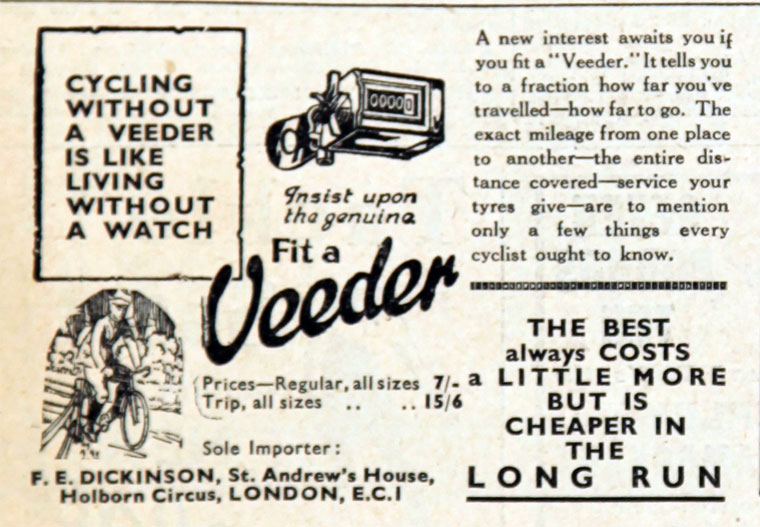 CYCLING
WITHOUT
A VEEDER
IS LIKE
LIVING
WITHOUT
A WATCH
00000
Insist upon
the genuine
Fit a
Veeder
Prices—Regular, all sizes 7/-
Trip, all sizes .. .. 15/6
Sole Importer:
F. E. DICKINSON, St. Andrew's House,
Holborn Circus, LONDON, E.C.1
A new interest awaits you if
you fit a "Veeder." It tells you
to a fraction how far you've
travelled—how far to go. The
exact mileage from one place
to another—the entire dis-
tance covered—service your
tyres give—are to mention
only a few things every
cyclist ought to know.
THE BEST
always COSTS
a LITTLE MORE
BUT IS
CHEAPER IN
THE
LONG RUN